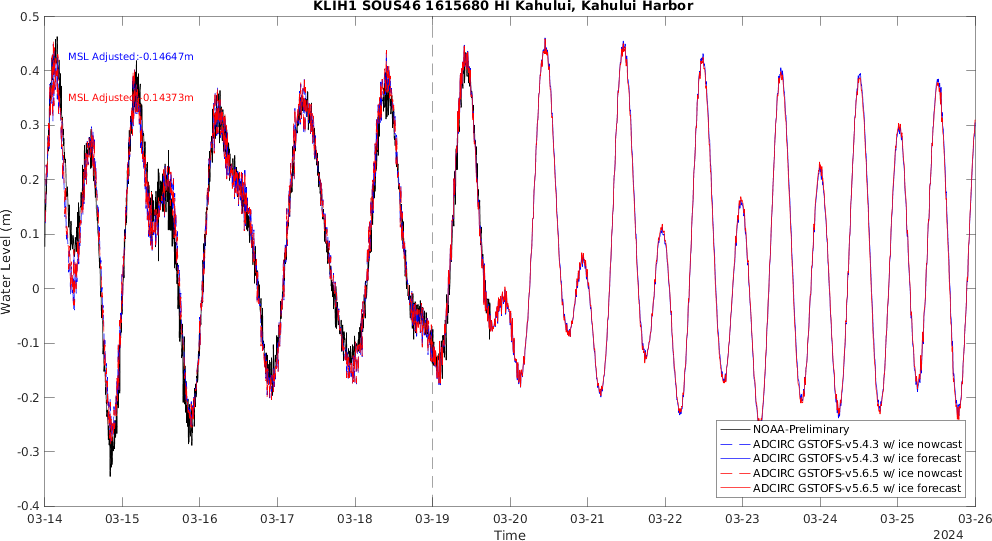 KLIH1 SOUS46 1615680 HI Kahului, Kahului Harbor
0.5
0.4
0.3
0.2
0.1
0
-0.1
-0.2
-0.3
-0.4
Water Level (m)
MSL Adjusted:-0.14647m
MSL Adjusted:-0.14373m
NOAA-Preliminary
ADCIRC GSTOFS-v5.4.3 w/ ice nowcast
ADCIRC GSTOFS-v5.4.3 w/ ice forecast
ADCIRC GSTOFS-v5.6.5 w/ ice nowcast
ADCIRC GSTOFS-v5.6.5 w/ ice forecast
03-14 03-15 03-16 03-17 03-18 03-19 03-20 03-21 03-22 03-23 03-24 03-25 03-26
Time
2024